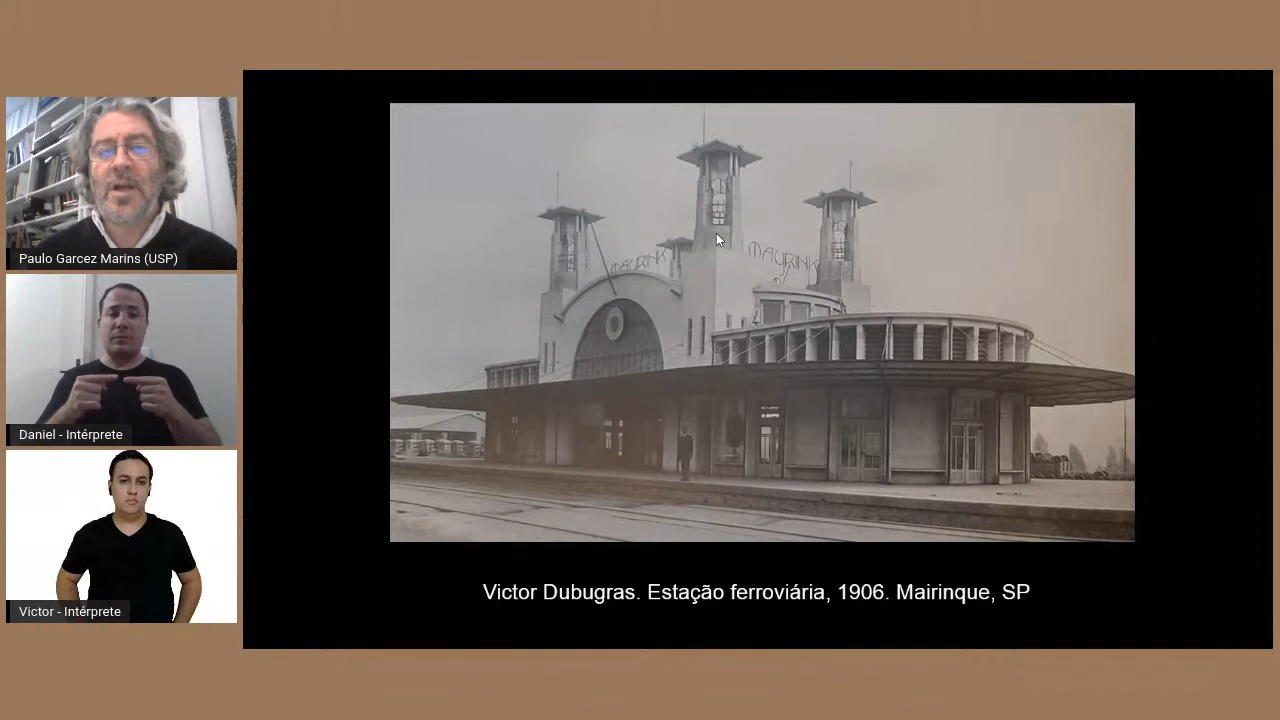 Paulo Garcez Marins (USP)
Daniel - Intérprete
Victor - Intérprete
MAYRINK
MAYRINK
Victor Dubugras. Estação ferroviária, 1906. Mairinque, SP